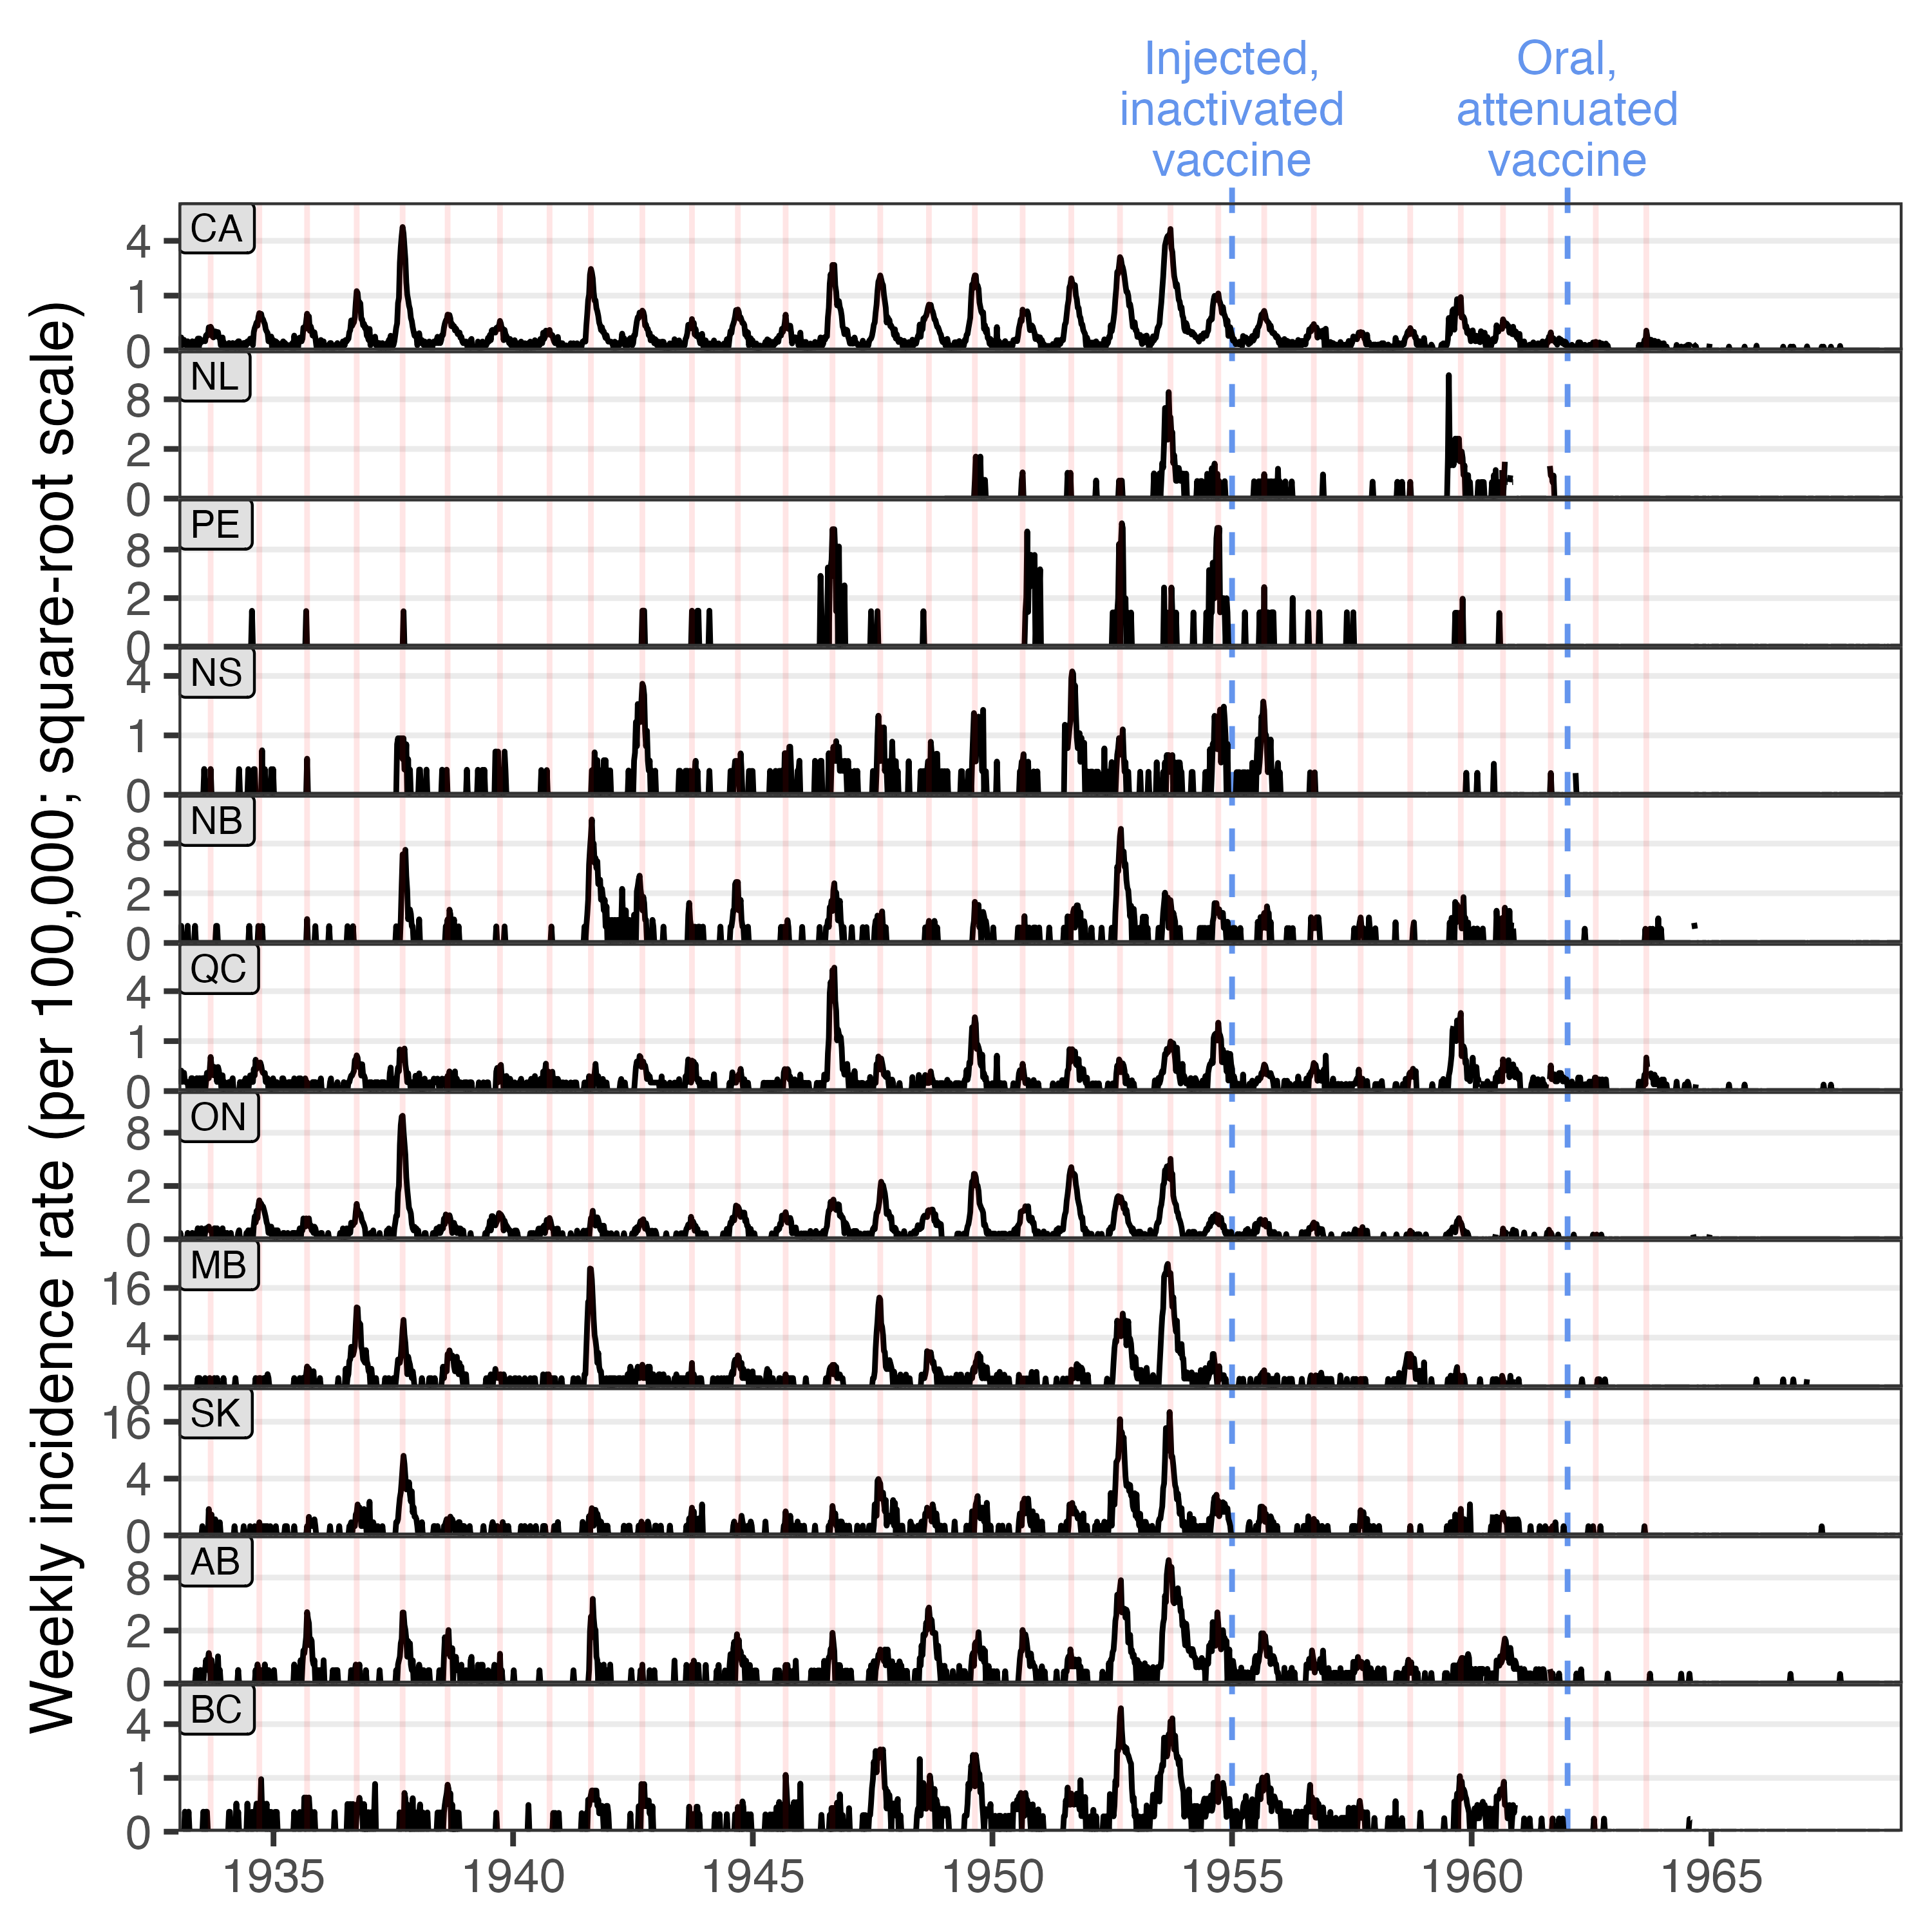 Injected,
inactivated
vaccine
Oral,
attenuated
vaccine
Weekly incidence rate (per 100,000; square-root scale)
CA
4
1
0
NL
8
2
0
PE
8
2
0
NS
4
1
0
NB
8
2
0
QC
4
1
0
ON
8
2
0
MB
16
4
0
SK
16
4
0
AB
8
2
0
BC
4
1
0
1935
1940
1945
1950
1955
1960
1965